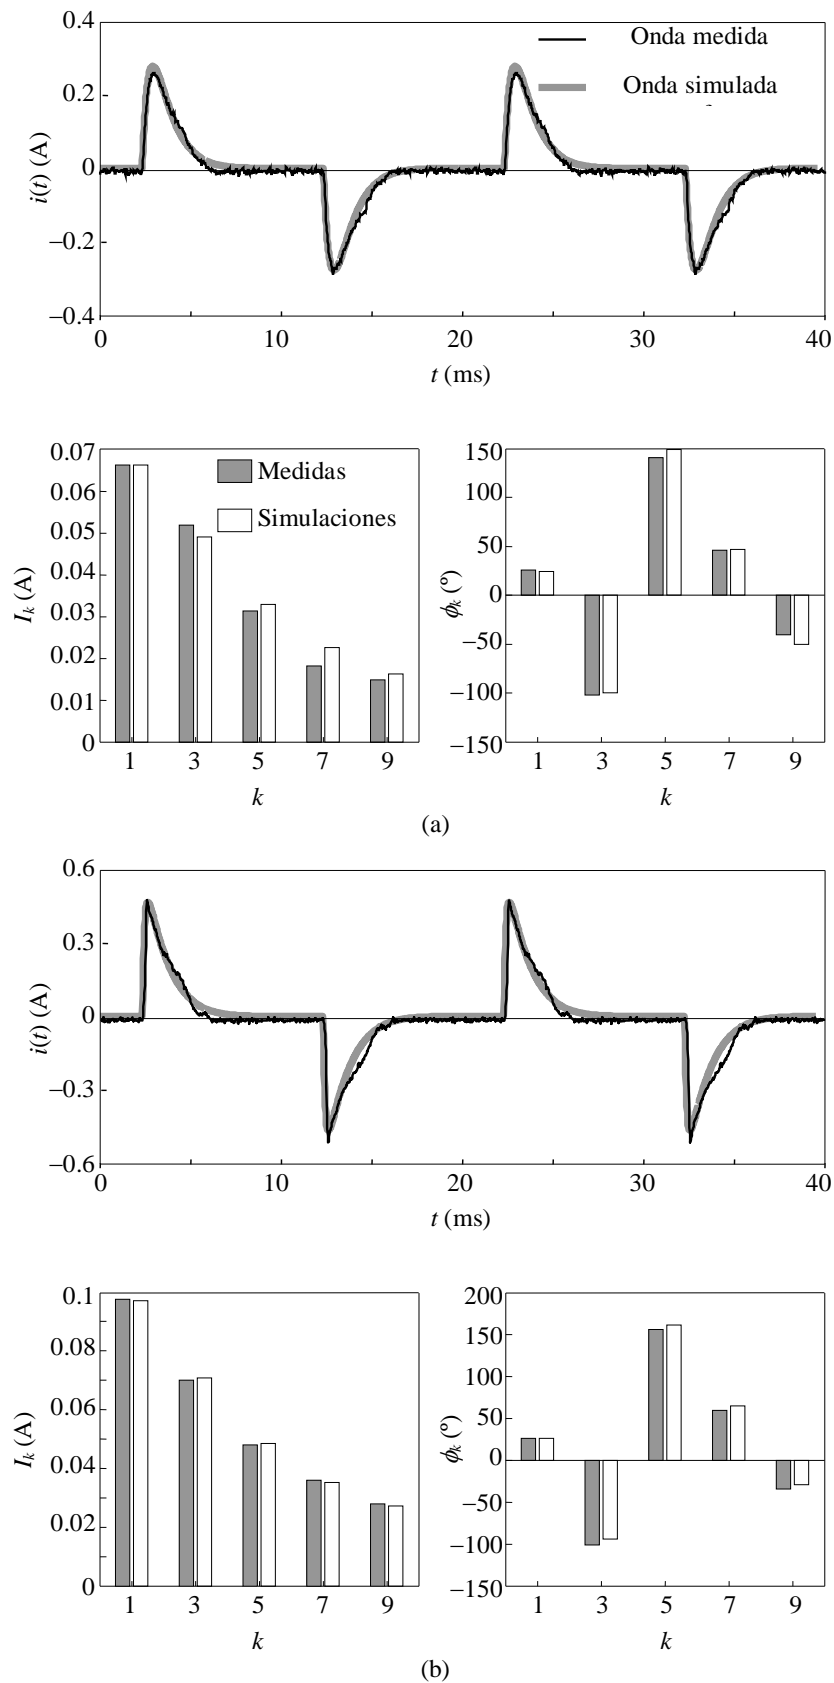 0.4
Onda medida
Onda simulada
0.2
0
−0.2
−0.4
i(t) (A)
0 10 20 30 40
t (ms)
0.07
0.06
0.05
0.04
0.03
0.02
0.01
0
I_k (A)
Medidas
Simulaciones
1 3 5 7 9
k
150
100
50
0
−50
−100
−150
ϕ_k (º)
1 3 5 7 9
k
(a)
0.6
0.3
0
−0.3
−0.6
i(t) (A)
0 10 20 30 40
t (ms)
0.1
0.08
0.06
0.04
0.02
0
I_k (A)
1 3 5 7 9
k
200
150
100
50
0
−50
−100
−150
ϕ_k (º)
1 3 5 7 9
k
(b)